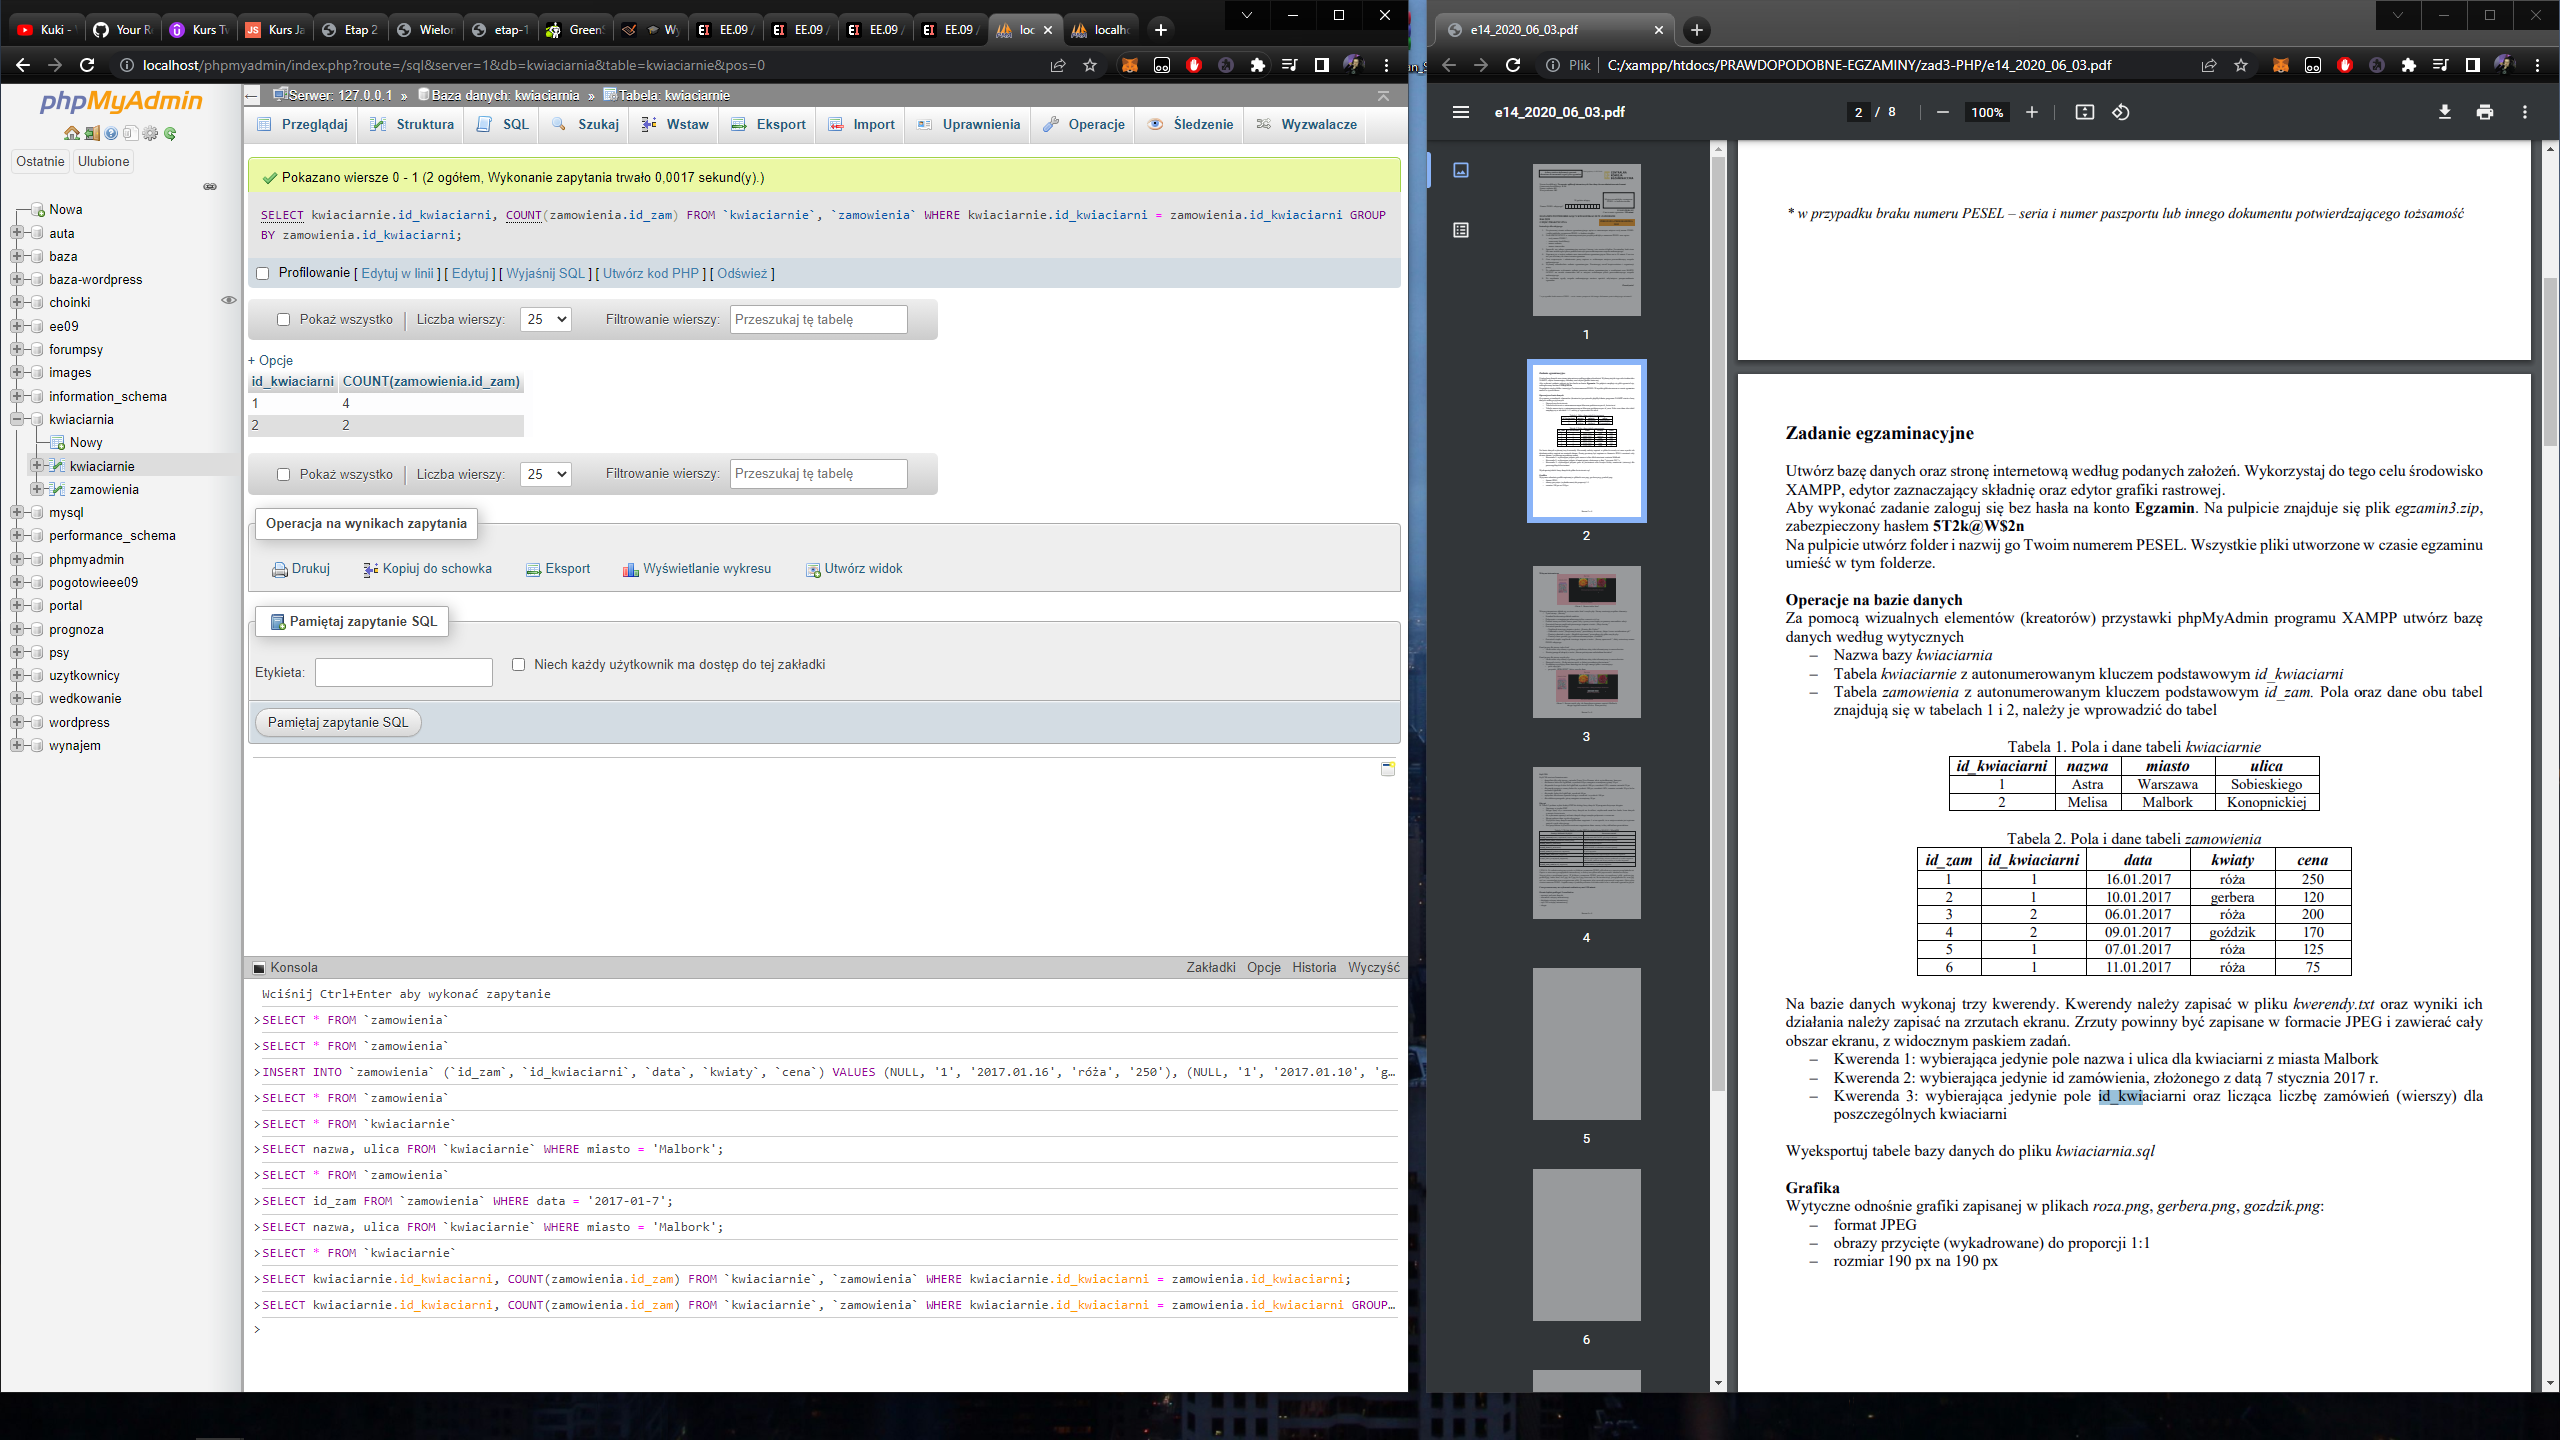 Kuki -
Your R
Kurs Tw
JS Kurs Ja
Etap 2
Wielor
etap-1
GreenS
Wy
EI EE.09 /
EI EE.09 /
EI EE.09 /
EI EE.09 /
loc
localho
localhost/phpmyadmin/index.php?route=/sql&server=1&db=kwiaciarnia&table=kwiaciarnie&pos=0
phpMyAdmin
Ostatnie
Ulubione
Nowa
auta
baza
baza-wordpress
choinki
ee09
forumpsy
images
information_schema
kwiaciarnia
Nowy
kwiaciarnie
zamowienia
mysql
performance_schema
phpmyadmin
pogotowieee09
portal
prognoza
psy
uzytkownicy
wedkowanie
wordpress
wynajem
Serwer: 127.0.0.1 » Baza danych: kwiaciarnia » Tabela: kwiaciarnie
Przeglądaj
Struktura
SQL
Szukaj
Wstaw
Eksport
Import
Uprawnienia
Operacje
Śledzenie
Wyzwalacze
Pokazano wiersze 0 - 1 (2 ogółem, Wykonanie zapytania trwało 0,0017 sekund(y).)
SELECT kwiaciarnie.id_kwiaciarni, COUNT(zamowienia.id_zam) FROM `kwiaciarnie`, `zamowienia` WHERE kwiaciarnie.id_kwiaciarni = zamowienia.id_kwiaciarni GROUP
BY zamowienia.id_kwiaciarni;
Profilowanie [ Edytuj w linii ] [ Edytuj ] [ Wyjaśnij SQL ] [ Utwórz kod PHP ] [ Odśwież ]
Pokaż wszystko | Liczba wierszy: 25 Filtrowanie wierszy: Przeszukaj tę tabelę
+ Opcje
id_kwiaciarni COUNT(zamowienia.id_zam)
1 4
2 2
Pokaż wszystko | Liczba wierszy: 25 Filtrowanie wierszy: Przeszukaj tę tabelę
Operacja na wynikach zapytania
Drukuj Kopiuj do schowka Eksport Wyświetlanie wykresu Utwórz widok
Pamiętaj zapytanie SQL
Etykieta: Niech każdy użytkownik ma dostęp do tej zakładki
Pamiętaj zapytanie SQL
Konsola Zakładki Opcje Historia Wyczyść
Wciśnij Ctrl+Enter aby wykonać zapytanie
>SELECT * FROM `zamowienia`
>SELECT * FROM `zamowienia`
>INSERT INTO `zamowienia` (`id_zam`, `id_kwiaciarni`, `data`, `kwiaty`, `cena`) VALUES (NULL, '1', '2017.01.16', 'róża', '250'), (NULL, '1', '2017.01.10', 'g…
>SELECT * FROM `zamowienia`
>SELECT * FROM `kwiaciarnie`
>SELECT nazwa, ulica FROM `kwiaciarnie` WHERE miasto = 'Malbork';
>SELECT * FROM `zamowienia`
>SELECT id_zam FROM `zamowienia` WHERE data = '2017-01-7';
>SELECT nazwa, ulica FROM `kwiaciarnie` WHERE miasto = 'Malbork';
>SELECT * FROM `kwiaciarnie`
>SELECT kwiaciarnie.id_kwiaciarni, COUNT(zamowienia.id_zam) FROM `kwiaciarnie`, `zamowienia` WHERE kwiaciarnie.id_kwiaciarni = zamowienia.id_kwiaciarni;
>SELECT kwiaciarnie.id_kwiaciarni, COUNT(zamowienia.id_zam) FROM `kwiaciarnie`, `zamowienia` WHERE kwiaciarnie.id_kwiaciarni = zamowienia.id_kwiaciarni GROUP…
>
e14_2020_06_03.pdf
Plik | C:/xampp/htdocs/PRAWDOPODOBNE-EGZAMINY/zad3-PHP/e14_2020_06_03.pdf
e14_2020_06_03.pdf 2 / 8 100%
1
2
3
4
5
6
* w przypadku braku numeru PESEL – seria i numer paszportu lub innego dokumentu potwierdzającego tożsamość
Zadanie egzaminacyjne
Utwórz bazę danych oraz stronę internetową według podanych założeń. Wykorzystaj do tego celu środowisko
XAMPP, edytor zaznaczający składnię oraz edytor grafiki rastrowej.
Aby wykonać zadanie zaloguj się bez hasła na konto Egzamin. Na pulpicie znajduje się plik egzamin3.zip,
zabezpieczony hasłem 5T2k@W$2n
Na pulpicie utwórz folder i nazwij go Twoim numerem PESEL. Wszystkie pliki utworzone w czasie egzaminu
umieść w tym folderze.
Operacje na bazie danych
Za pomocą wizualnych elementów (kreatorów) przystawki phpMyAdmin programu XAMPP utwórz bazę
danych według wytycznych
– Nazwa bazy kwiaciarnia
– Tabela kwiaciarnie z autonumerowanym kluczem podstawowym id_kwiaciarni
– Tabela zamowienia z autonumerowanym kluczem podstawowym id_zam. Pola oraz dane obu tabel
znajdują się w tabelach 1 i 2, należy je wprowadzić do tabel
Tabela 1. Pola i dane tabeli kwiaciarnie
id_kwiaciarni nazwa miasto ulica
1 Astra Warszawa Sobieskiego
2 Melisa Malbork Konopnickiej
Tabela 2. Pola i dane tabeli zamowienia
id_zam id_kwiaciarni data kwiaty cena
1 1 16.01.2017 róża 250
2 1 10.01.2017 gerbera 120
3 2 06.01.2017 róża 200
4 2 09.01.2017 goździk 170
5 1 07.01.2017 róża 125
6 1 11.01.2017 róża 75
Na bazie danych wykonaj trzy kwerendy. Kwerendy należy zapisać w pliku kwerendy.txt oraz wyniki ich
działania należy zapisać na zrzutach ekranu. Zrzuty powinny być zapisane w formacie JPEG i zawierać cały
obszar ekranu, z widocznym paskiem zadań.
– Kwerenda 1: wybierająca jedynie pole nazwa i ulica dla kwiaciarni z miasta Malbork
– Kwerenda 2: wybierająca jedynie id zamówienia, złożonego z datą 7 stycznia 2017 r.
– Kwerenda 3: wybierająca jedynie pole id_kwiaciarni oraz licząca liczbę zamówień (wierszy) dla
poszczególnych kwiaciarni
Wyeksportuj tabele bazy danych do pliku kwiaciarnia.sql
Grafika
Wytyczne odnośnie grafiki zapisanej w plikach roza.png, gerbera.png, gozdzik.png:
– format JPEG
– obrazy przycięte (wykadrowane) do proporcji 1:1
– rozmiar 190 px na 190 px